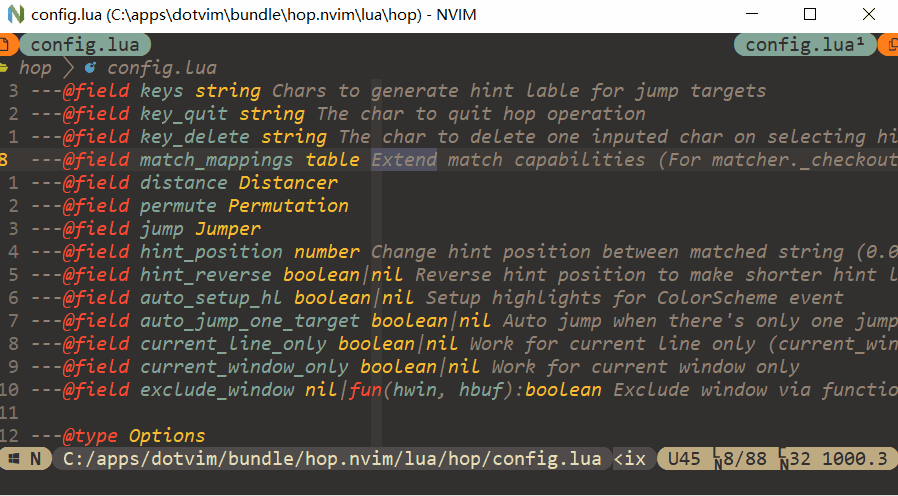 config.lua (C:\apps\dotvim\bundle\hop.nvim\lua\hop) - NVIM
config.lua config.lua¹
hop config.lua
3 ---@field keys string Chars to generate hint lable for jump targets
2 ---@field key_quit string The char to quit hop operation
1 ---@field key_delete string The char to delete one inputed char on selecting hi
8 ---@field match_mappings table Extend match capabilities (For matcher._checkout
1 ---@field distance Distancer
2 ---@field permute Permutation
3 ---@field jump Jumper
4 ---@field hint_position number Change hint position between matched string (0.0
5 ---@field hint_reverse boolean|nil Reverse hint position to make shorter hint l
6 ---@field auto_setup_hl boolean|nil Setup highlights for ColorScheme event
7 ---@field auto_jump_one_target boolean|nil Auto jump when there's only one jump
8 ---@field current_line_only boolean|nil Work for current line only (current_win
9 ---@field current_window_only boolean|nil Work for current window only
10 ---@field exclude_window nil|fun(hwin, hbuf):boolean Exclude window via functio
11
12 ---@type Options
N C:/apps/dotvim/bundle/hop.nvim/lua/hop/config.lua <ix U45 LN8/88 CN32 1000.3